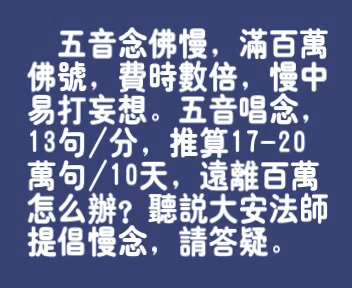 五音念佛慢，滿百萬
佛號，費時數倍，慢中
易打妄想。五音唱念，
13句/分，推算17-20
萬句/10天，遠離百萬
怎么辦？聽説大安法師
提倡慢念，請答疑。